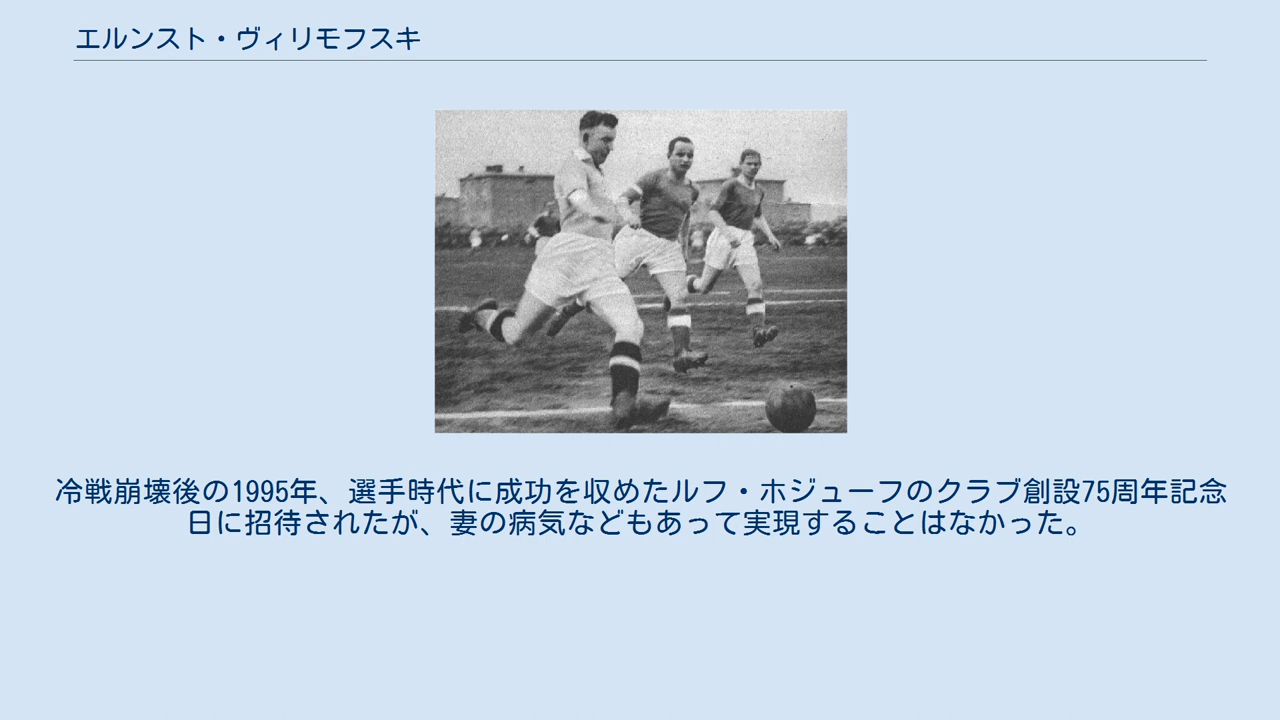 エルンスト・ヴィリモフスキ
冷戦崩壊後の1995年、選手時代に成功を収めたルフ・ホジューフのクラブ創設75周年記念
日に招待されたが、妻の病気などもあって実現することはなかった。